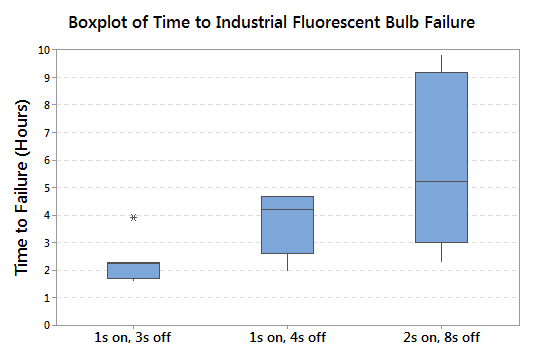 Boxplot of Time to Industrial Fluorescent Bulb Failure
Time to Failure (Hours)
10
9
8
7
6
5
4
3
2
1
0
1s on, 3s off
1s on, 4s off
2s on, 8s off